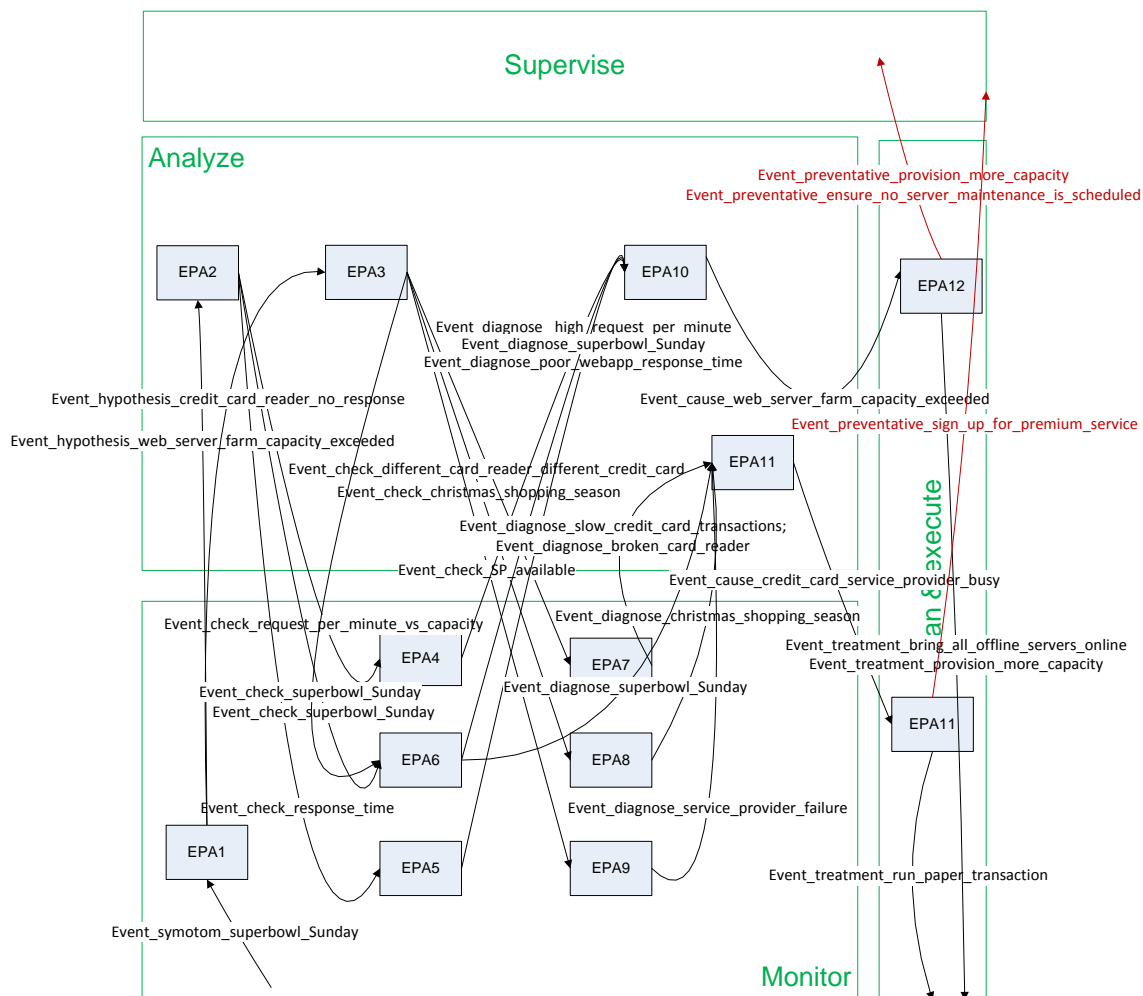 Supervise
Analyze
Event_preventative_provision_more_capacity
Event_preventative_ensure_no_server_maintenance_is_scheduled
EPA2
EPA3
EPA10
EPA12
Event_diagnose_high_request_per_minute
Event_diagnose_superbowl_Sunday
Event_diagnose_poor_webapp_response_time
Event_hypothesis_credit_card_reader_no_response
Event_cause_web_server_farm_capacity_exceeded
Event_preventative_sign_up_for_premium_service
Event_hypothesis_web_server_farm_capacity_exceeded
EPA11
Event_check_different_card_reader_different_credit_card
Event_check_christmas_shopping_season
Event_diagnose_slow_credit_card_transactions;
Event_diagnose_broken_card_reader
Event_check_SP_available
Event_cause_credit_card_service_provider_busy
an & execute
Event_diagnose_christmas_shopping_season
Event_check_request_per_minute_vs_capacity
Event_treatment_bring_all_offline_servers_online
Event_treatment_provision_more_capacity
EPA4
EPA7
Event_diagnose_superbowl_Sunday
Event_check_superbowl_Sunday
Event_check_superbowl_Sunday
EPA11
EPA6
EPA8
Event_check_response_time
Event_diagnose_service_provider_failure
EPA1
EPA5
EPA9
Event_treatment_run_paper_transaction
Event_symotom_superbowl_Sunday
Monitor